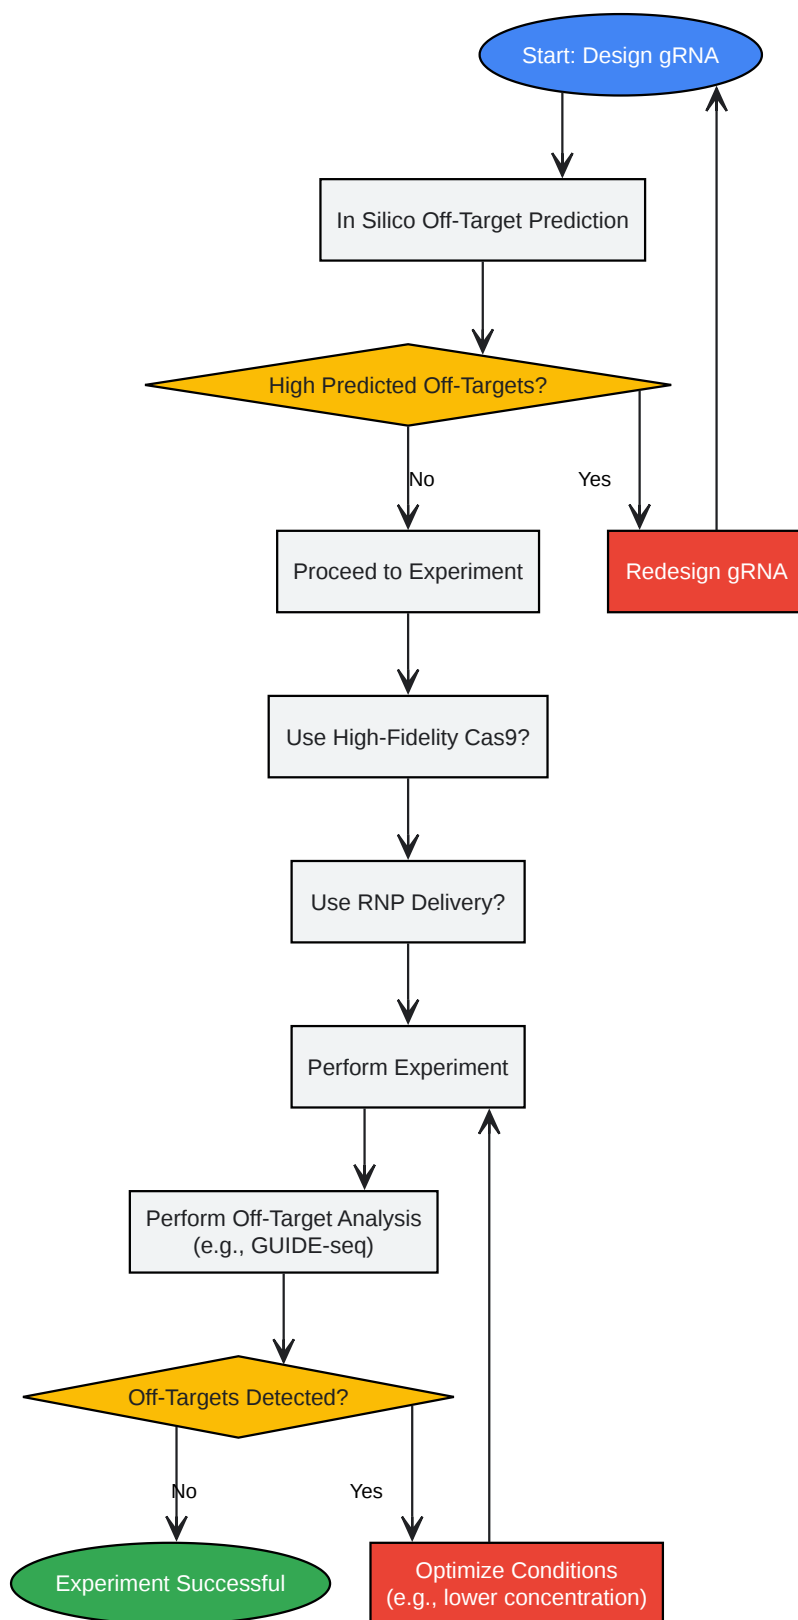 Start: Design gRNA
In Silico Off-Target Prediction
High Predicted Off-Targets?
No
Yes
Proceed to Experiment
Redesign gRNA
Use High-Fidelity Cas9?
Use RNP Delivery?
Perform Experiment
Perform Off-Target Analysis
(e.g., GUIDE-seq)
Off-Targets Detected?
No
Yes
Experiment Successful
Optimize Conditions
(e.g., lower concentration)